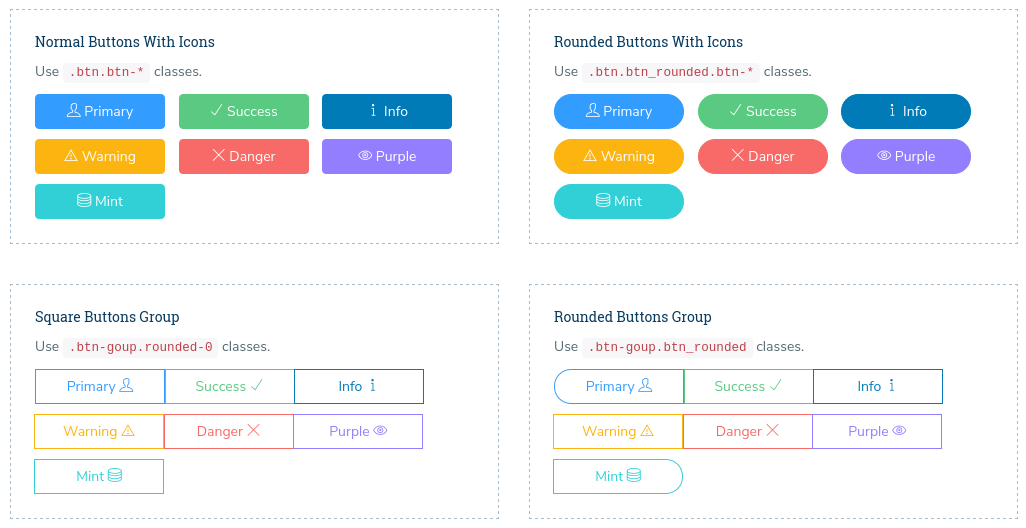 Normal Buttons With Icons
Use .btn.btn-* classes.
Primary Success Info
Warning Danger Purple
Mint
Rounded Buttons With Icons
Use .btn.btn_rounded.btn-* classes.
Primary Success Info
Warning Danger Purple
Mint
Square Buttons Group
Use .btn-goup.rounded-0 classes.
Primary Success Info
Warning Danger Purple
Mint
Rounded Buttons Group
Use .btn-goup.btn_rounded classes.
Primary Success Info
Warning Danger Purple
Mint